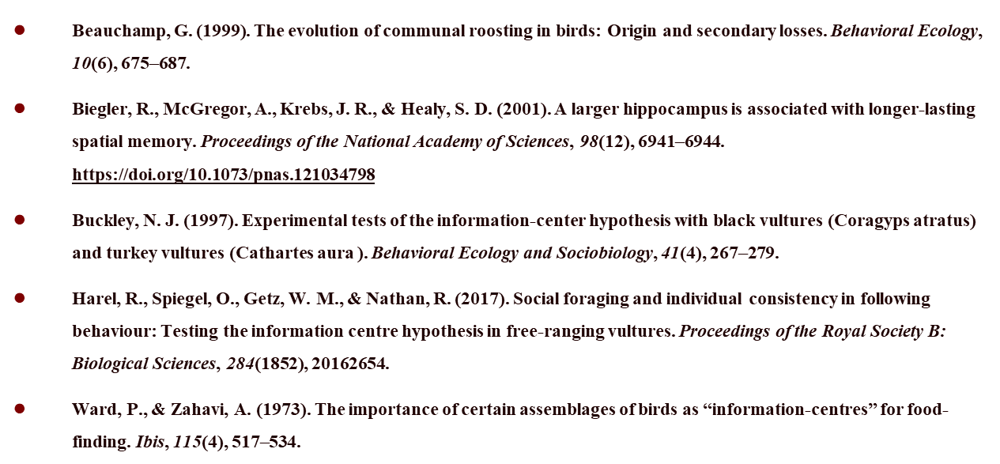 ● Beauchamp, G. (1999). The evolution of communal roosting in birds: Origin and secondary losses. Behavioral Ecology,
10(6), 675–687.
● Biegler, R., McGregor, A., Krebs, J. R., & Healy, S. D. (2001). A larger hippocampus is associated with longer-lasting
spatial memory. Proceedings of the National Academy of Sciences, 98(12), 6941–6944.
https://doi.org/10.1073/pnas.121034798
● Buckley, N. J. (1997). Experimental tests of the information-center hypothesis with black vultures (Coragyps atratus)
and turkey vultures (Cathartes aura ). Behavioral Ecology and Sociobiology, 41(4), 267–279.
● Harel, R., Spiegel, O., Getz, W. M., & Nathan, R. (2017). Social foraging and individual consistency in following
behaviour: Testing the information centre hypothesis in free-ranging vultures. Proceedings of the Royal Society B:
Biological Sciences, 284(1852), 20162654.
● Ward, P., & Zahavi, A. (1973). The importance of certain assemblages of birds as “information-centres” for food-
finding. Ibis, 115(4), 517–534.